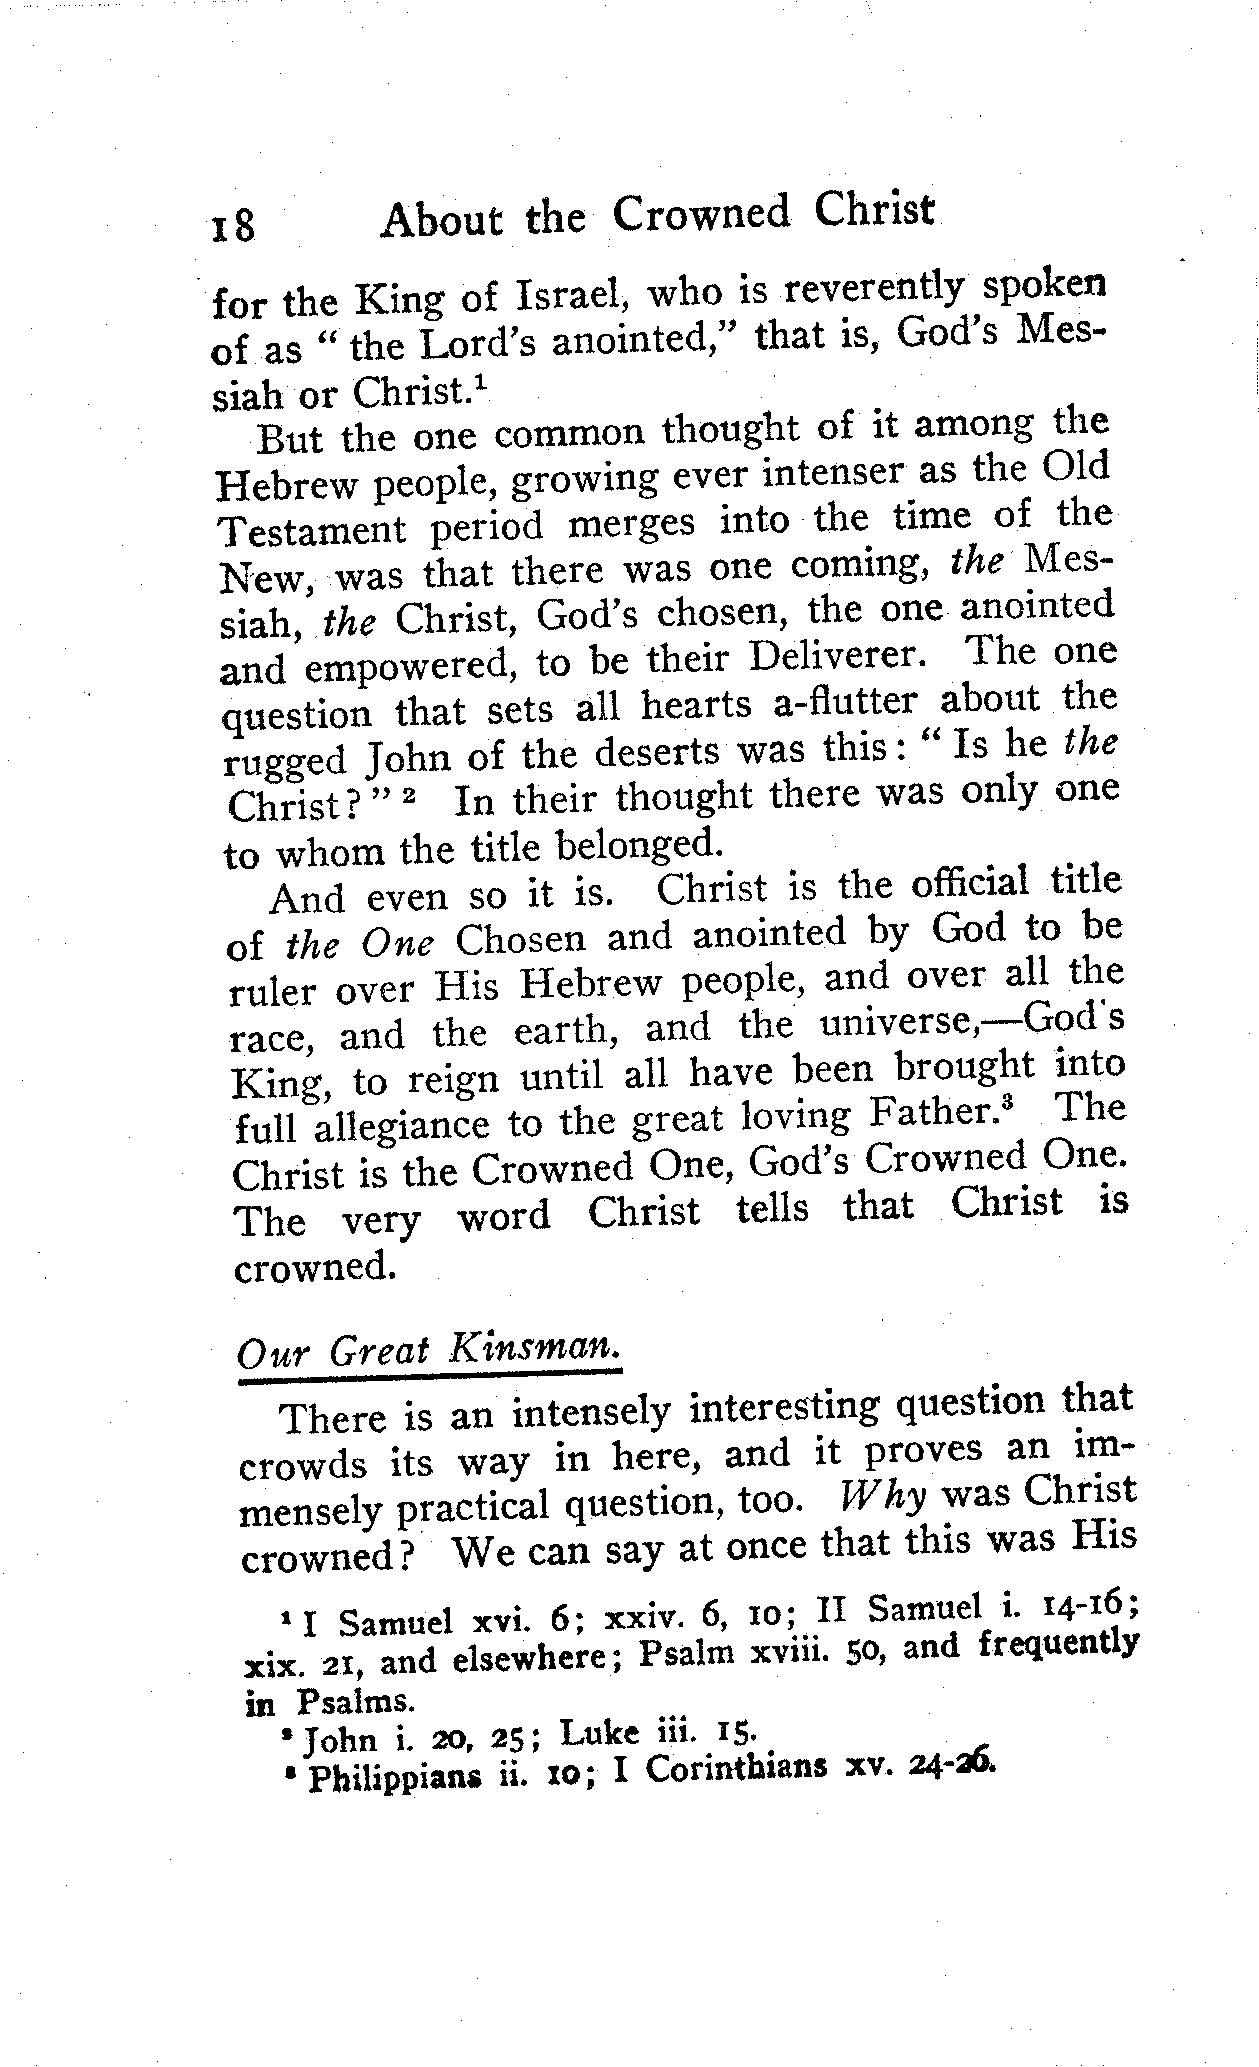 18 About the Crowned Christ
for the King of Israel, who is reverently spoken
of as “ the Lord's anointed,” that is, God's Mes-
siah or Christ.¹
But the one common thought of it among the
Hebrew people, growing ever intenser as the Old
Testament period merges into the time of the
New, was that there was one coming, the Mes-
siah, the Christ, God's chosen, the one anointed
and empowered, to be their Deliverer. The one
question that sets all hearts a-flutter about the
rugged John of the deserts was this: “ Is he the
Christ? ” ² In their thought there was only one
to whom the title belonged.
And even so it is. Christ is the official title
of the One Chosen and anointed by God to be
ruler over His Hebrew people, and over all the
race, and the earth, and the universe,—God's
King, to reign until all have been brought into
full allegiance to the great loving Father.³ The
Christ is the Crowned One, God's Crowned One.
The very word Christ tells that Christ is
crowned.
Our Great Kinsman.
There is an intensely interesting question that
crowds its way in here, and it proves an im-
mensely practical question, too. Why was Christ
crowned? We can say at once that this was His
¹ I Samuel xvi. 6; xxiv. 6, 10; II Samuel i. 14-16;
xix. 21, and elsewhere; Psalm xviii. 50, and frequently
in Psalms.
² John i. 20, 25; Luke iii. 15.
³ Philippians ii. 10; I Corinthians xv. 24-26.